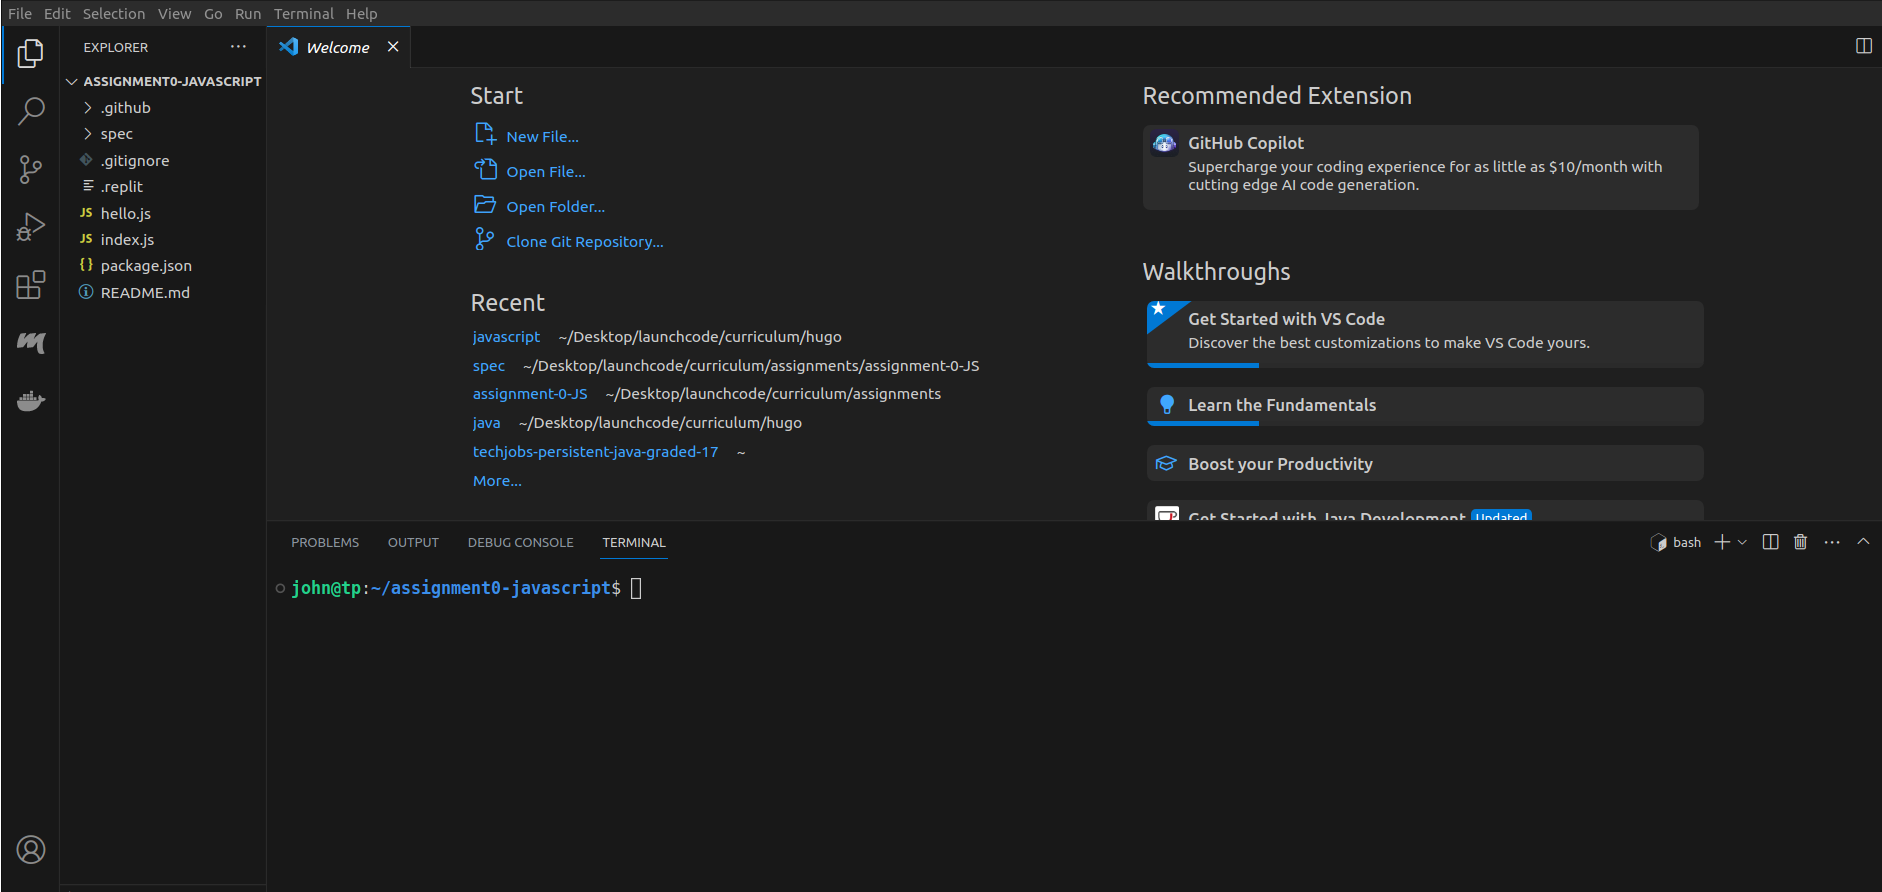 File Edit Selection View Go Run Terminal Help
EXPLORER
ASSIGNMENT0-JAVASCRIPT
.github
spec
.gitignore
.replit
JS hello.js
JS index.js
{} package.json
README.md
Welcome
Start
New File...
Open File...
Open Folder...
Clone Git Repository...
Recent
javascript ~/Desktop/launchcode/curriculum/hugo
spec ~/Desktop/launchcode/curriculum/assignments/assignment-0-JS
assignment-0-JS ~/Desktop/launchcode/curriculum/assignments
java ~/Desktop/launchcode/curriculum/hugo
techjobs-persistent-java-graded-17 ~
More...
Recommended Extension
GitHub Copilot
Supercharge your coding experience for as little as $10/month with
cutting edge AI code generation.
Walkthroughs
Get Started with VS Code
Discover the best customizations to make VS Code yours.
Learn the Fundamentals
Boost your Productivity
Get Started with Java Development Updated
PROBLEMS OUTPUT DEBUG CONSOLE TERMINAL
bash
john@tp:~/assignment0-javascript$